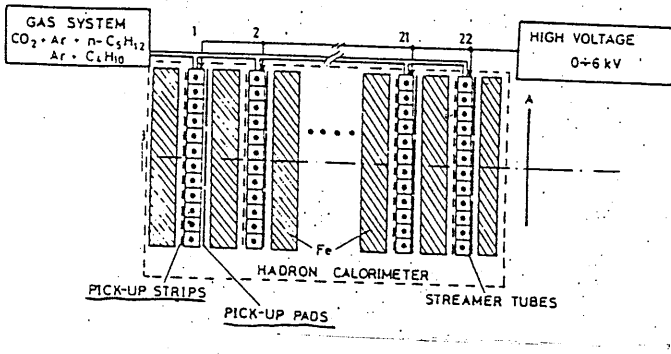 GAS SYSTEM
CO2 + Ar + n-C5H12
Ar + C4H10
1
2
21
22
HIGH VOLTAGE
0÷6 kV
A
Fe
HADRON CALORIMETER
PICK-UP STRIPS
PICK-UP PADS
STREAMER TUBES